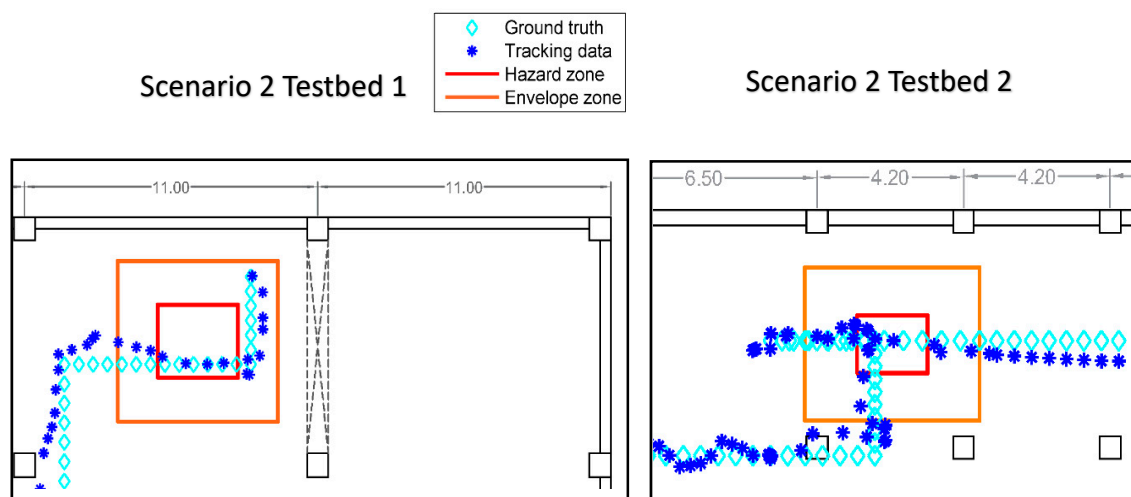 Ground truth
Tracking data
Hazard zone
Envelope zone
Scenario 2 Testbed 1
Scenario 2 Testbed 2
11.00
11.00
6.50
4.20
4.20